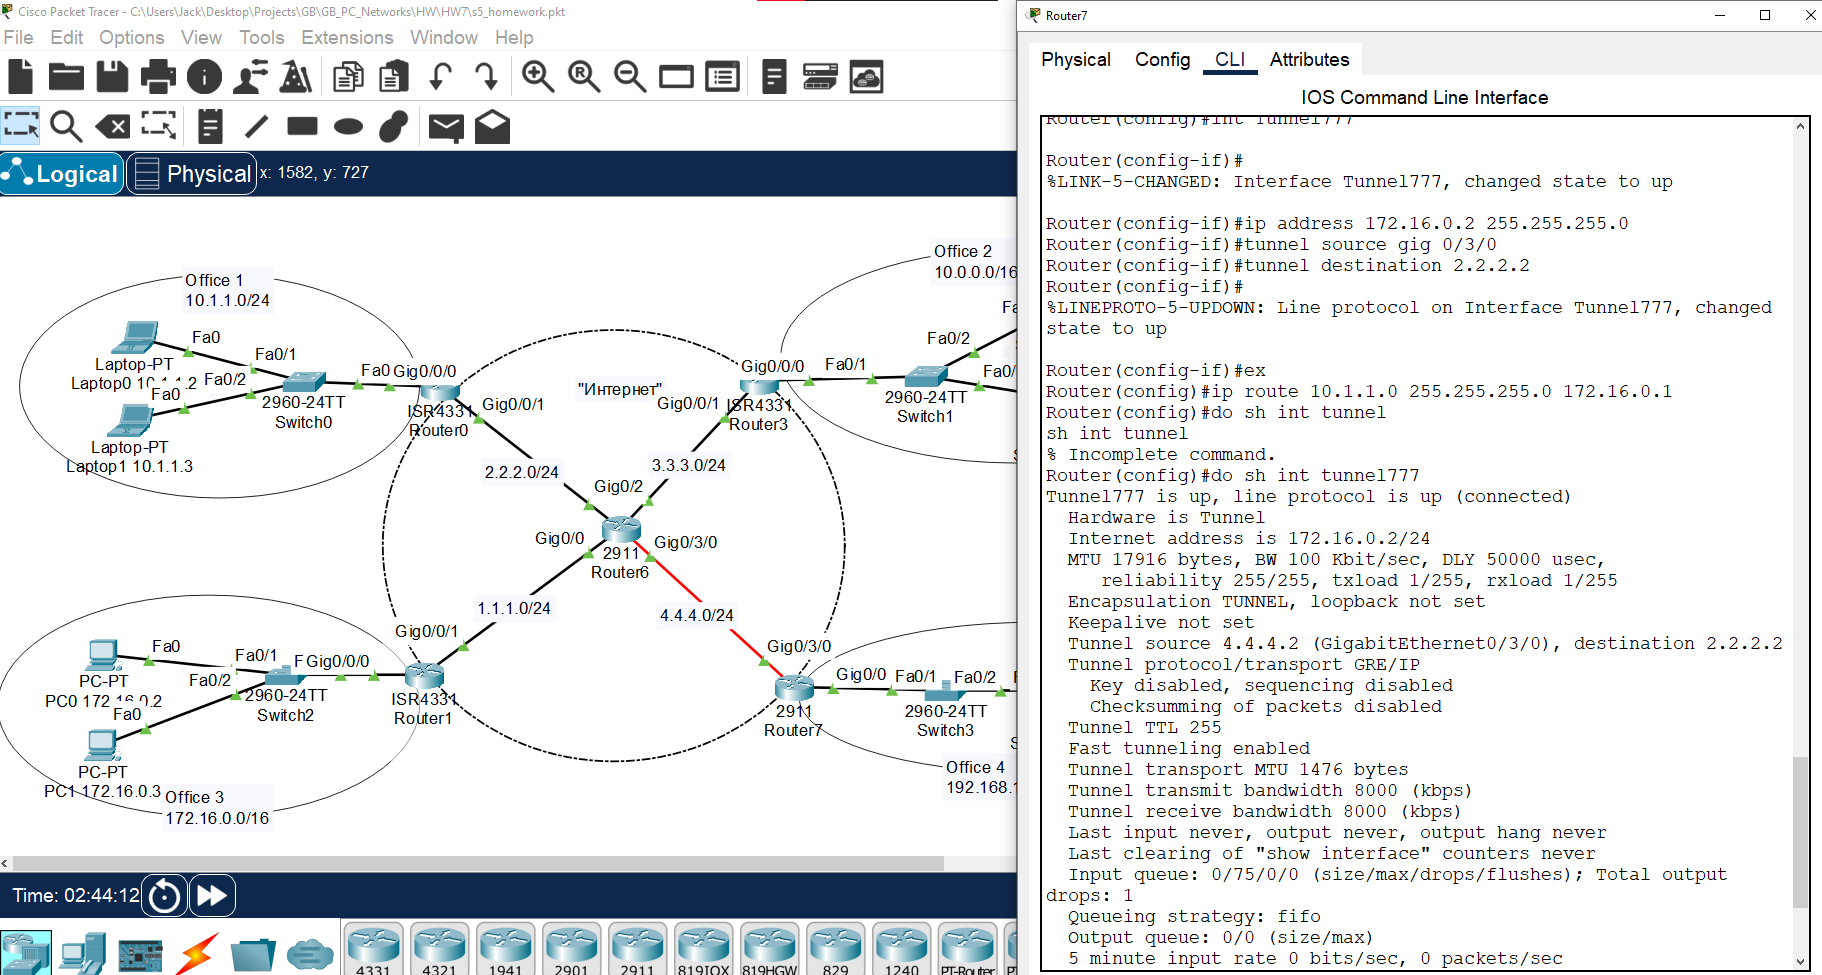 Cisco Packet Tracer - C:\Users\Jack\Desktop\Projects\GB\GB_PC_Networks\HW\HW7\s5_homework.pkt
File Edit Options View Tools Extensions Window Help
Logical Physical x: 1582, y: 727
Office 1
10.1.1.0/24
Fa0
Fa0/1
Laptop-PT
Laptop0 10.1.1.2
Fa0/2
Fa0
Fa0
Gig0/0/0
2960-24TT
Switch0
Laptop-PT
Laptop1 10.1.1.3
ISR4331
Router0
Gig0/0/1
"Интернет"
Gig0/0/0
Gig0/0/1
ISR4331
Router3
Office 2
10.0.0.0/16
Fa
Fa0/2
Fa0/1
Fa0/
2960-24TT
Switch1
2.2.2.0/24
3.3.3.0/24
Gig0/2
Gig0/0
Gig0/3/0
2911
Router6
1.1.1.0/24
4.4.4.0/24
Gig0/0/1
Gig0/3/0
Fa0
Fa0/1
F
Gig0/0/0
PC-PT
PC0 172.16.0.2
Fa0/2
Fa0
2960-24TT
Switch2
ISR4331
Router1
PC-PT
PC1 172.16.0.3
Office 3
172.16.0.0/16
Gig0/0
Fa0/1
Fa0/2
F
2911
Router7
2960-24TT
Switch3
S
Office 4
192.168.1
Time: 02:44:12
4331 4321 1941 2901 2911 819IOX 819HGW 829 1240 PT-Router PT
Router7
Physical Config CLI Attributes
IOS Command Line Interface
Router(config)#int Tunnel777
Router(config-if)#
%LINK-5-CHANGED: Interface Tunnel777, changed state to up
Router(config-if)#ip address 172.16.0.2 255.255.255.0
Router(config-if)#tunnel source gig 0/3/0
Router(config-if)#tunnel destination 2.2.2.2
Router(config-if)#
%LINEPROTO-5-UPDOWN: Line protocol on Interface Tunnel777, changed
state to up
Router(config-if)#ex
Router(config)#ip route 10.1.1.0 255.255.255.0 172.16.0.1
Router(config)#do sh int tunnel
sh int tunnel
% Incomplete command.
Router(config)#do sh int tunnel777
Tunnel777 is up, line protocol is up (connected)
Hardware is Tunnel
Internet address is 172.16.0.2/24
MTU 17916 bytes, BW 100 Kbit/sec, DLY 50000 usec,
reliability 255/255, txload 1/255, rxload 1/255
Encapsulation TUNNEL, loopback not set
Keepalive not set
Tunnel source 4.4.4.2 (GigabitEthernet0/3/0), destination 2.2.2.2
Tunnel protocol/transport GRE/IP
Key disabled, sequencing disabled
Checksumming of packets disabled
Tunnel TTL 255
Fast tunneling enabled
Tunnel transport MTU 1476 bytes
Tunnel transmit bandwidth 8000 (kbps)
Tunnel receive bandwidth 8000 (kbps)
Last input never, output never, output hang never
Last clearing of "show interface" counters never
Input queue: 0/75/0/0 (size/max/drops/flushes); Total output
drops: 1
Queueing strategy: fifo
Output queue: 0/0 (size/max)
5 minute input rate 0 bits/sec, 0 packets/sec